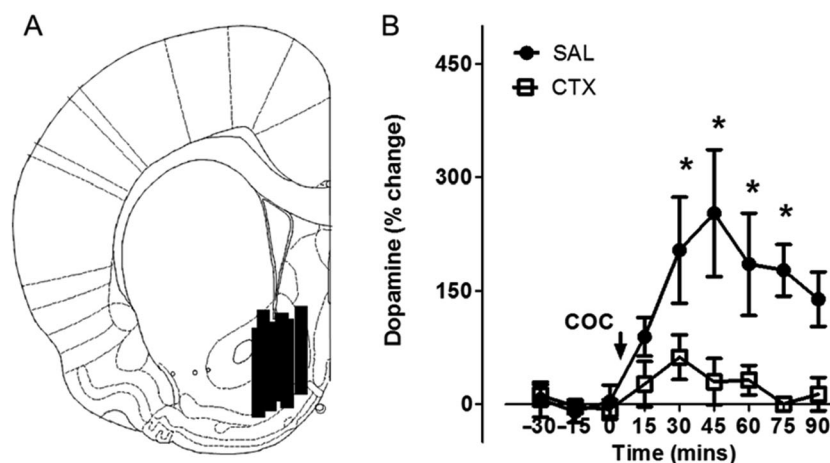 A
B
SAL
CTX
Dopamine (% change)
450
300
150
0
COC
*
*
*
*
-30 -15 0 15 30 45 60 75 90
Time (mins)